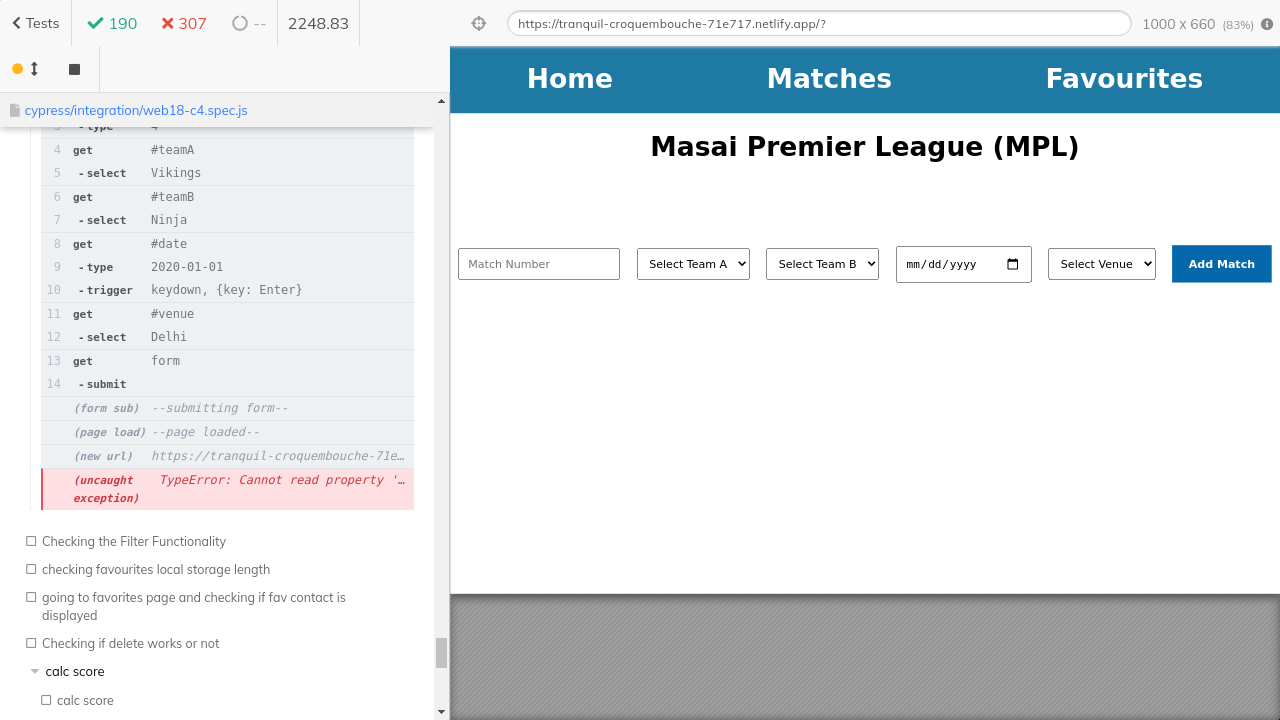 Tests
190
307
--
2248.83
https://tranquil-croquembouche-71e717.netlify.app/?
1000 x 660 (83%)
cypress/integration/web18-c4.spec.js
3 -type 4
4 get #teamA
5 -select Vikings
6 get #teamB
7 -select Ninja
8 get #date
9 -type 2020-01-01
10 -trigger keydown, {key: Enter}
11 get #venue
12 -select Delhi
13 get form
14 -submit
(form sub) --submitting form--
(page load) --page loaded--
(new url) https://tranquil-croquembouche-71e…
(uncaught exception) TypeError: Cannot read property '…
Checking the Filter Functionality
checking favourites local storage length
going to favorites page and checking if fav contact is
displayed
Checking if delete works or not
calc score
calc score
Home Matches Favourites
Masai Premier League (MPL)
Match Number
Select Team A
Select Team B
mm/dd/yyyy
Select Venue
Add Match